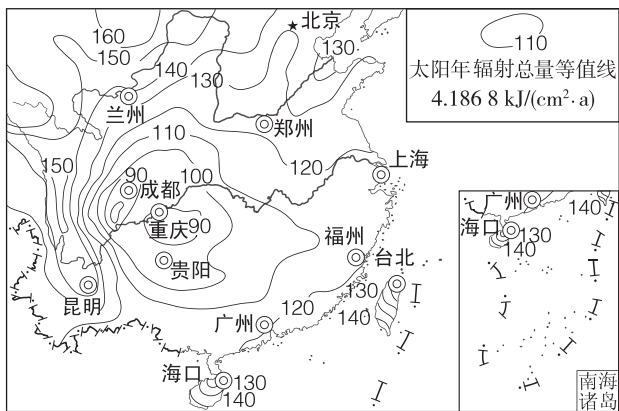 160
150
140
130
北京
130
110
太阳年辐射总量等值线
4.186 8 kJ/(cm²·a)
兰州
郑州
110
120
上海
150
90
100
成都
重庆
90
贵阳
昆明
福州
台北
130
140
120
广州
海口
130
140
广州
140
海口
130
140
南海
诸岛